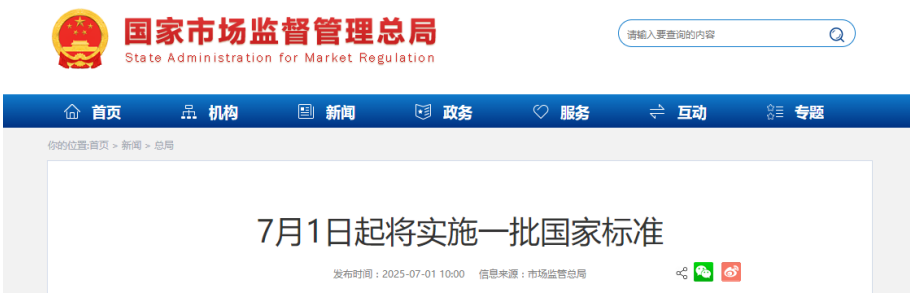 国家市场监督管理总局
State Administration for Market Regulation
请输入要查询的内容
首页 机构 新闻 政务 服务 互动 专题
你的位置:首页 > 新闻 > 总局
7月1日起将实施一批国家标准
发布时间：2025-07-01 10:00 信息来源：市场监管总局